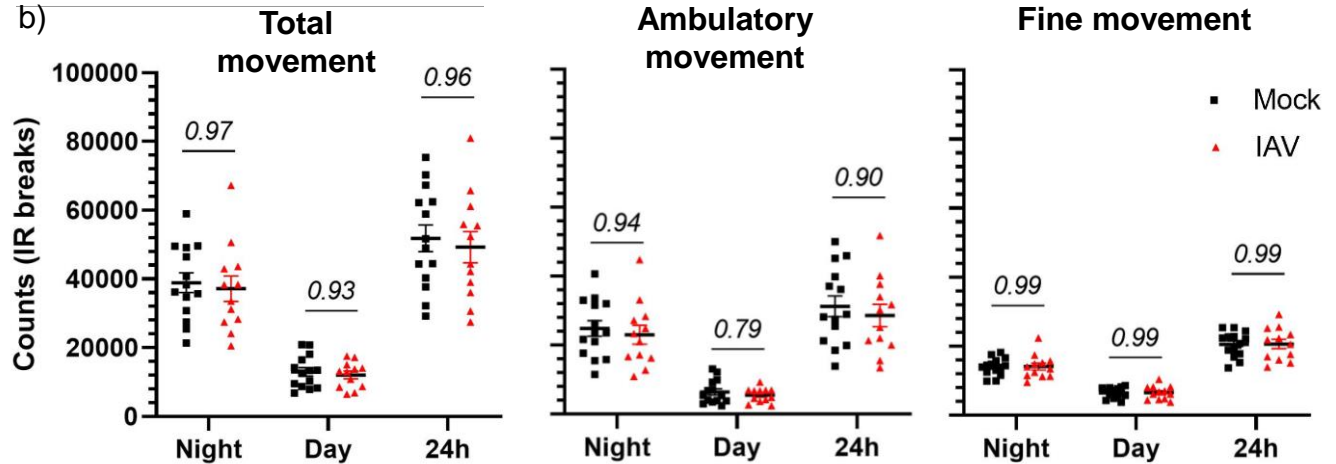 b)
Total
movement
Ambulatory
movement
Fine movement
Counts (IR breaks)
100000
80000
60000
40000
20000
0
0.97
0.93
0.96
0.94
0.79
0.90
0.99
0.99
0.99
Mock
IAV
Night Day 24h
Night Day 24h
Night Day 24h